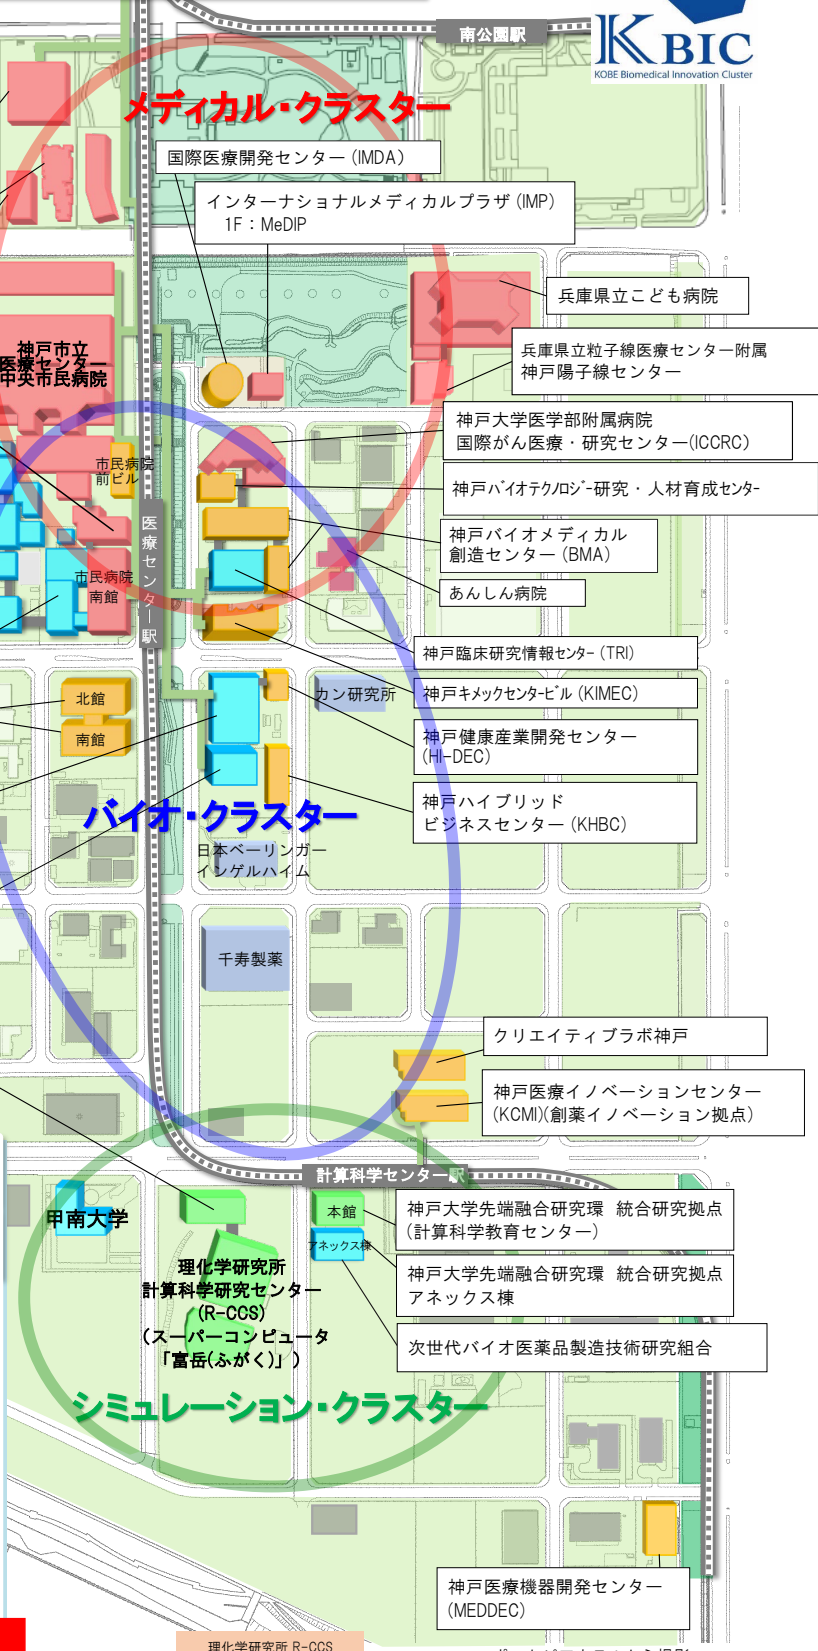 南公園駅
KBIC
KOBE Biomedical Innovation Cluster
メディカル・クラスター
国際医療開発センター(IMDA)
インターナショナルメディカルプラザ(IMP)
1F：MeDIP
兵庫県立こども病院
兵庫県立粒子線医療センター附属
神戸陽子線センター
神戸市立
医療センター
中央市民病院
神戸大学医学部附属病院
国際がん医療・研究センター(ICCRC)
市民病院
前ビル
神戸バイオテクノロジー研究・人材育成センター
医療センター駅
神戸バイオメディカル
創造センター(BMA)
市民病院
南館
あんしん病院
神戸臨床研究情報センター(TRI)
北館
カン研究所
神戸キメックセンタービル(KIMEC)
南館
神戸健康産業開発センター
(HI-DEC)
神戸ハイブリッド
ビジネスセンター(KHBC)
バイオ・クラスター
日本ベーリンガー
インゲルハイム
千寿製薬
クリエイティブラボ神戸
神戸医療イノベーションセンター
(KCMI)(創薬イノベーション拠点)
計算科学センター駅
甲南大学
本館
神戸大学先端融合研究環 統合研究拠点
(計算科学教育センター)
アネックス棟
神戸大学先端融合研究環 統合研究拠点
アネックス棟
理化学研究所
計算科学研究センター
(R-CCS)
(スーパーコンピュータ
「富岳(ふがく)」)
次世代バイオ医薬品製造技術研究組合
シミュレーション・クラスター
神戸医療機器開発センター
(MEDDEC)
理化学研究所 R-CCS